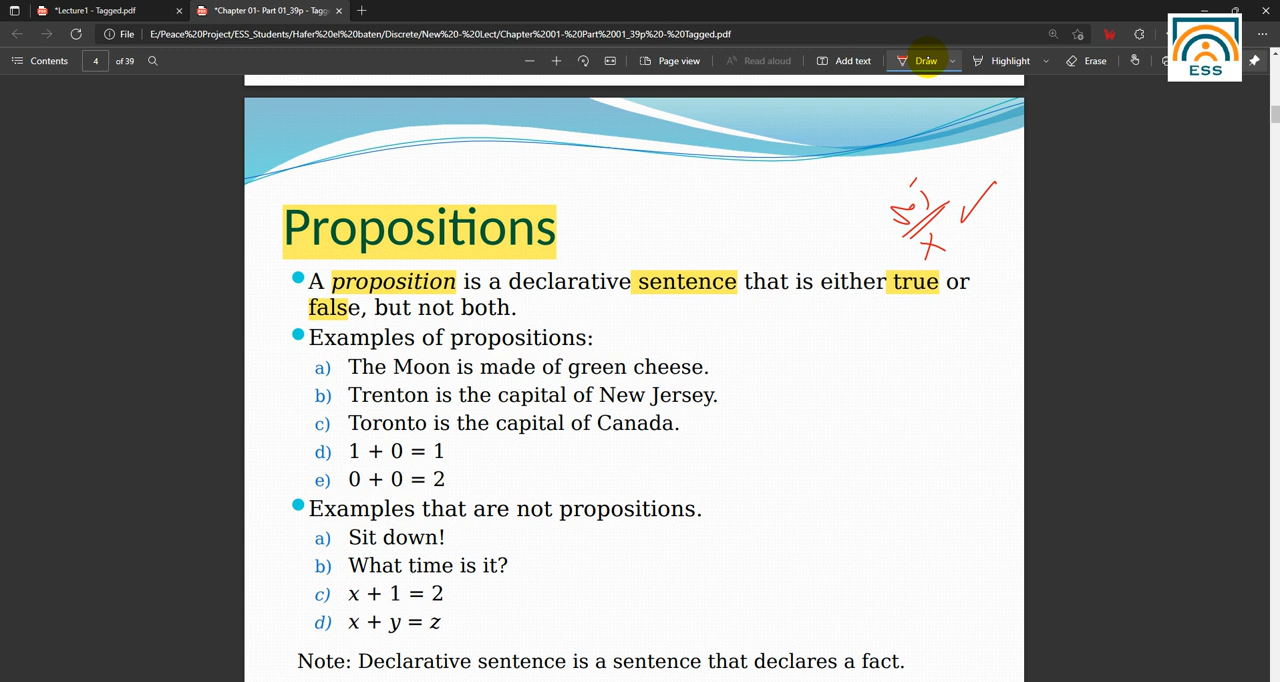 *Lecture1 - Tagged.pdf
*Chapter 01- Part 01_39p - Tagg
File
E:/Peace%20Project/ESS_Students/Hafer%20el%20baten/Discrete/New%20-%20Lect/Chapter%2001-%20Part%2001_39p%20-%20Tagged.pdf
Contents
4
of 39
Page view
Read aloud
Add text
Draw
Highlight
Erase
ESS
Propositions
A proposition is a declarative sentence that is either true or
false, but not both.
Examples of propositions:
a) The Moon is made of green cheese.
b) Trenton is the capital of New Jersey.
c) Toronto is the capital of Canada.
d) 1 + 0 = 1
e) 0 + 0 = 2
Examples that are not propositions.
a) Sit down!
b) What time is it?
c) x + 1 = 2
d) x + y = z
Note: Declarative sentence is a sentence that declares a fact.